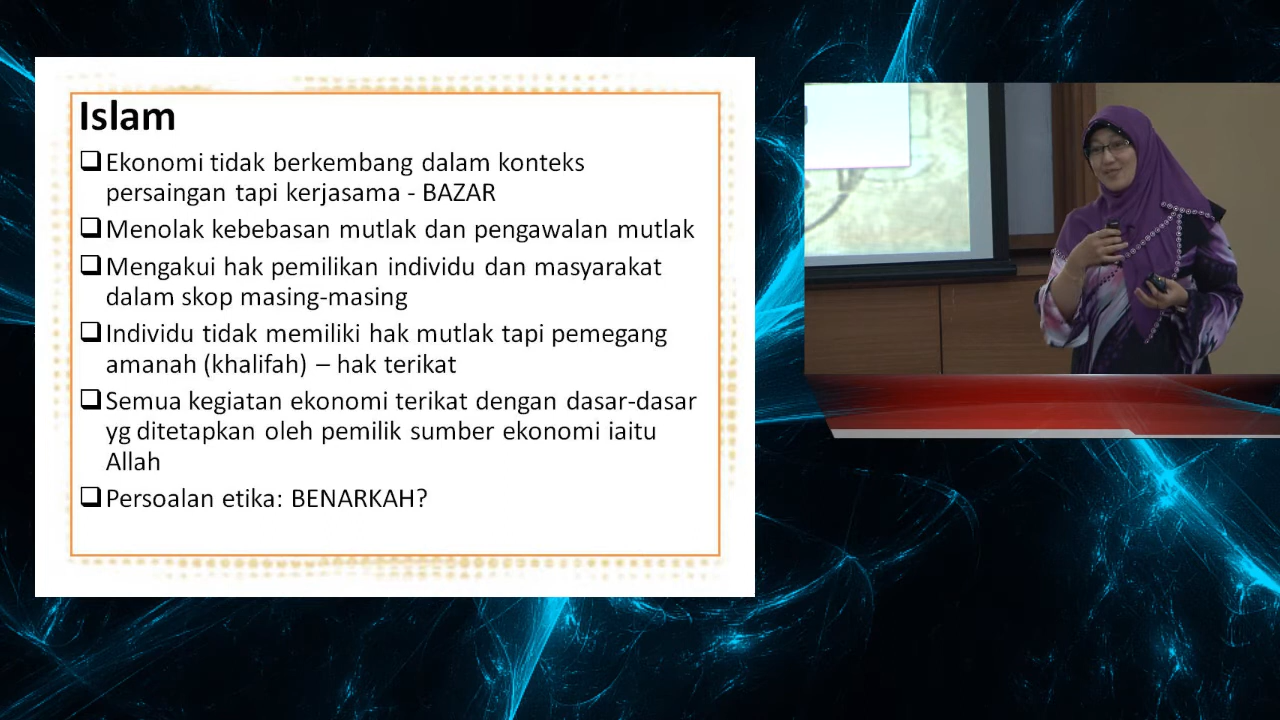 Islam
❑Ekonomi tidak berkembang dalam konteks
persaingan tapi kerjasama - BAZAR
❑Menolak kebebasan mutlak dan pengawalan mutlak
❑Mengakui hak pemilikan individu dan masyarakat
dalam skop masing-masing
❑Individu tidak memiliki hak mutlak tapi pemegang
amanah (khalifah) – hak terikat
❑Semua kegiatan ekonomi terikat dengan dasar-dasar
yg ditetapkan oleh pemilik sumber ekonomi iaitu
Allah
❑Persoalan etika: BENARKAH?